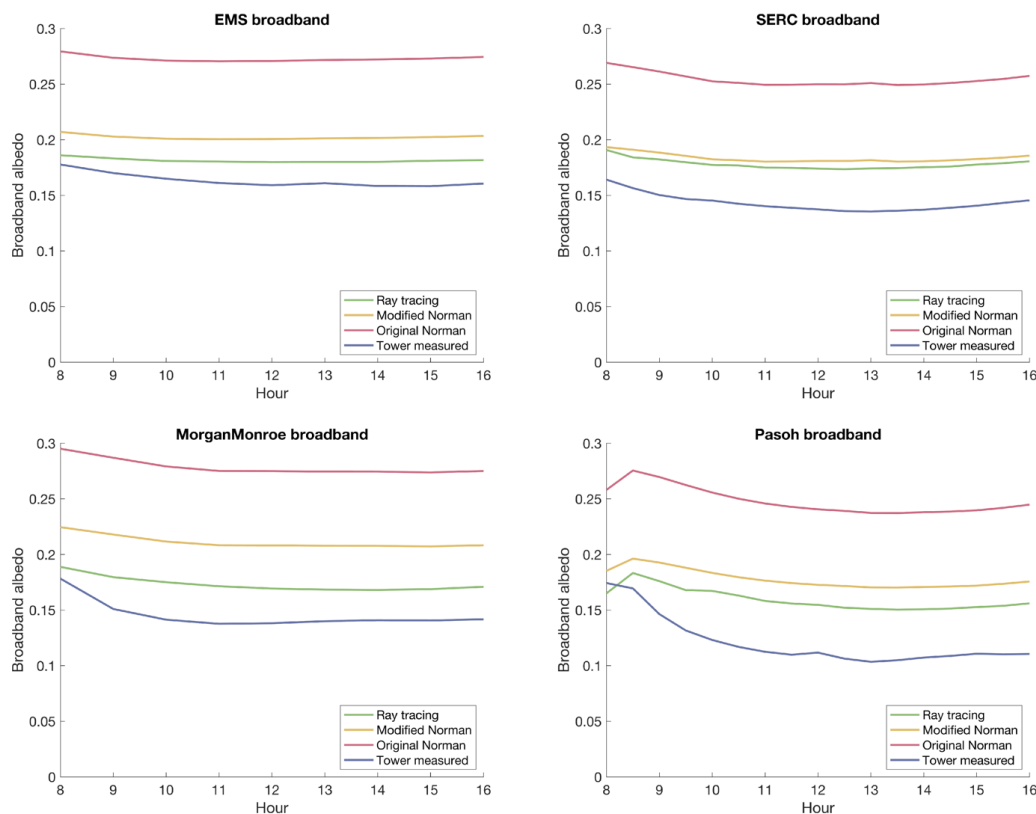 EMS broadband
0.3
0.25
0.2
0.15
0.1
0.05
0
Broadband albedo
Ray tracing
Modified Norman
Original Norman
Tower measured
8 9 10 11 12 13 14 15 16
Hour
SERC broadband
0.3
0.25
0.2
0.15
0.1
0.05
0
Broadband albedo
Ray tracing
Modified Norman
Original Norman
Tower measured
8 9 10 11 12 13 14 15 16
Hour
MorganMonroe broadband
0.3
0.25
0.2
0.15
0.1
0.05
0
Broadband albedo
Ray tracing
Modified Norman
Original Norman
Tower measured
8 9 10 11 12 13 14 15 16
Hour
Pasoh broadband
0.3
0.25
0.2
0.15
0.1
0.05
0
Broadband albedo
Ray tracing
Modified Norman
Original Norman
Tower measured
8 9 10 11 12 13 14 15 16
Hour